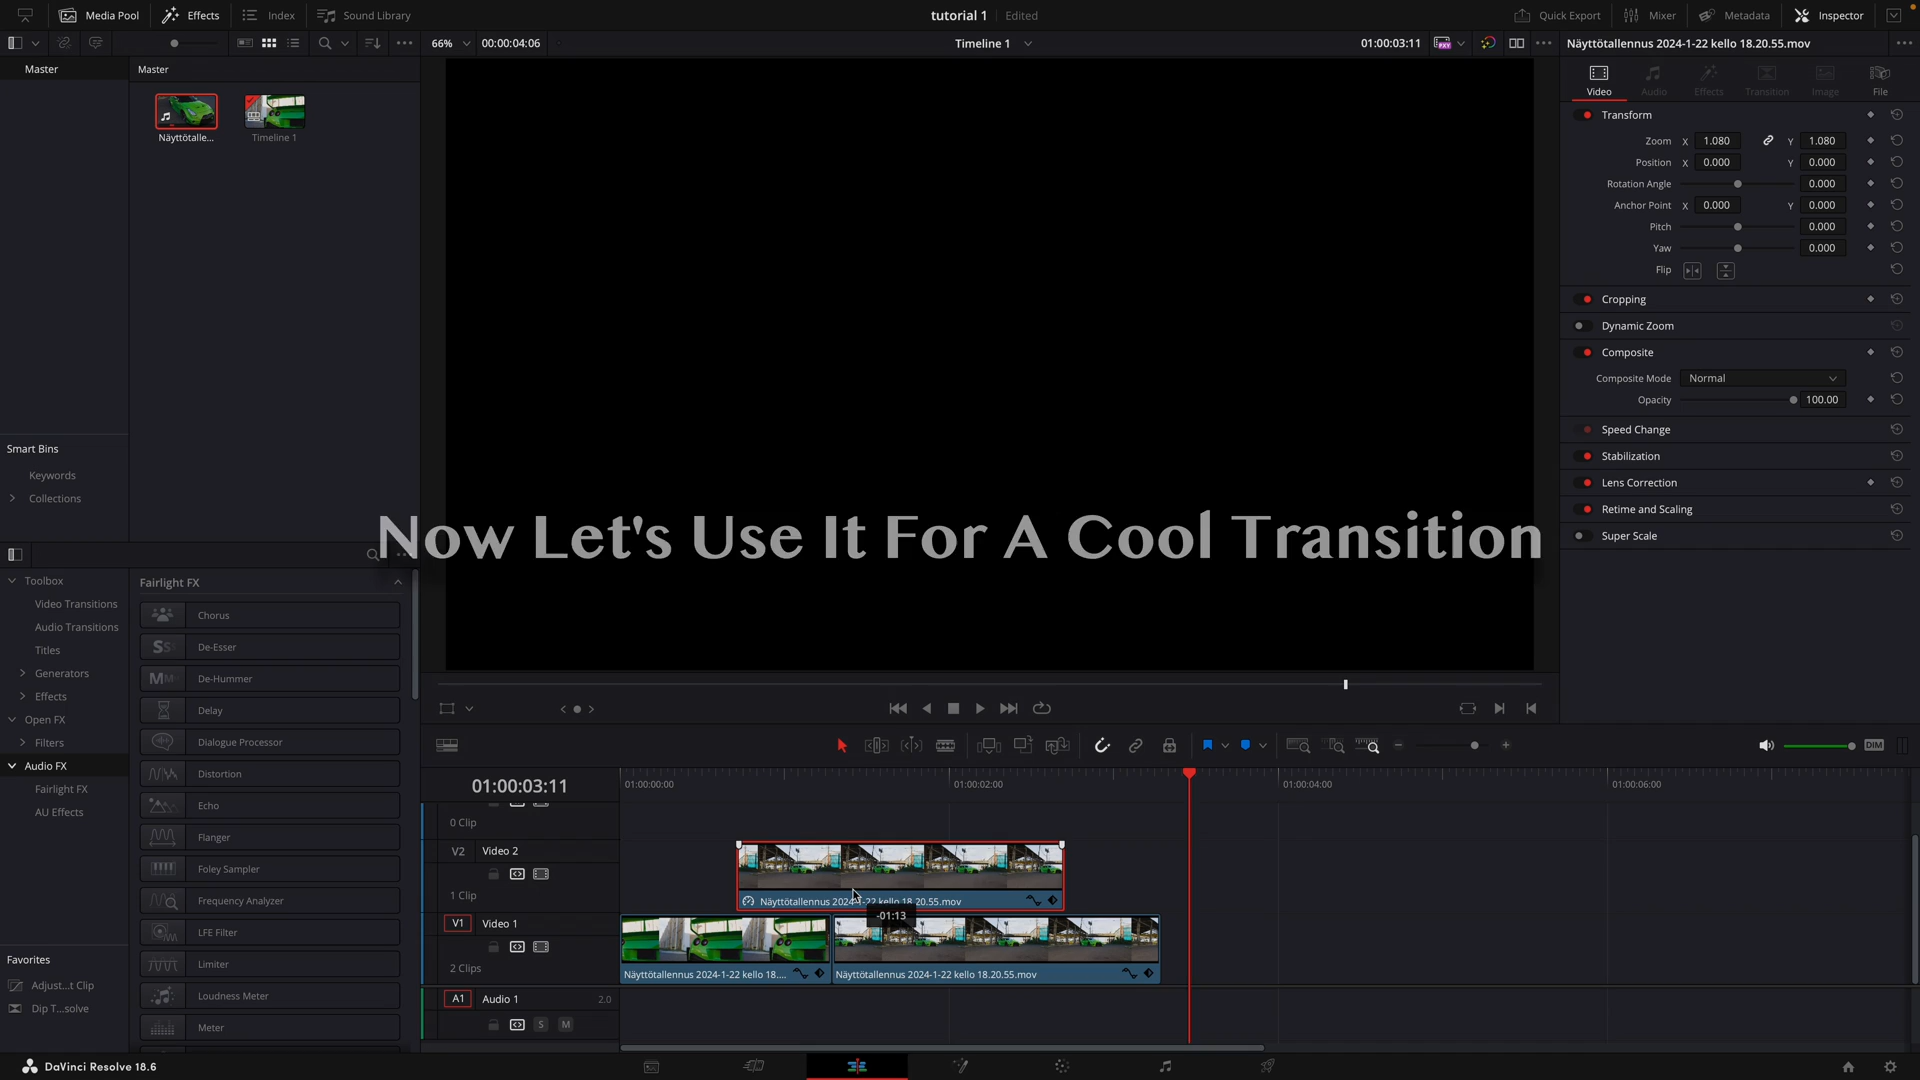 Media Pool Effects Index Sound Library tutorial 1 Edited Quick Export Mixer Metadata Inspector
66% 00:00:04:06 Timeline 1 01:00:03:11 Näyttötallennus 2024-1-22 kello 18.20.55.mov
Master Master
Video Audio Effects Transition Image File
Näyttötalle... Timeline 1
Transform
Zoom X 1.080 Y 1.080
Position X 0.000 Y 0.000
Rotation Angle 0.000
Anchor Point X 0.000 Y 0.000
Pitch 0.000
Yaw 0.000
Flip
Cropping
Dynamic Zoom
Composite
Composite Mode Normal
Opacity 100.00
Speed Change
Stabilization
Lens Correction
Retime and Scaling
Super Scale
Smart Bins
Keywords
Collections
Now Let's Use It For A Cool Transition
Toolbox
Video Transitions
Audio Transitions
Titles
Generators
Effects
Open FX
Filters
Audio FX
Fairlight FX
AU Effects
Favorites
Adjust...t Clip
Dip T...solve
Fairlight FX
Chorus
De-Esser
De-Hummer
Delay
Dialogue Processor
Distortion
Echo
Flanger
Foley Sampler
Frequency Analyzer
LFE Filter
Limiter
Loudness Meter
Meter
DIM
01:00:03:11 01:00:00:00 01:00:02:00 01:00:04:00 01:00:06:00
0 Clip
V2 Video 2
1 Clip
Näyttötallennus 2024-1-22 kello 18.20.55.mov
-01:13
V1 Video 1
2 Clips
Näyttötallennus 2024-1-22 kello 18.... Näyttötallennus 2024-1-22 kello 18.20.55.mov
A1 Audio 1 2.0
S M
DaVinci Resolve 18.6